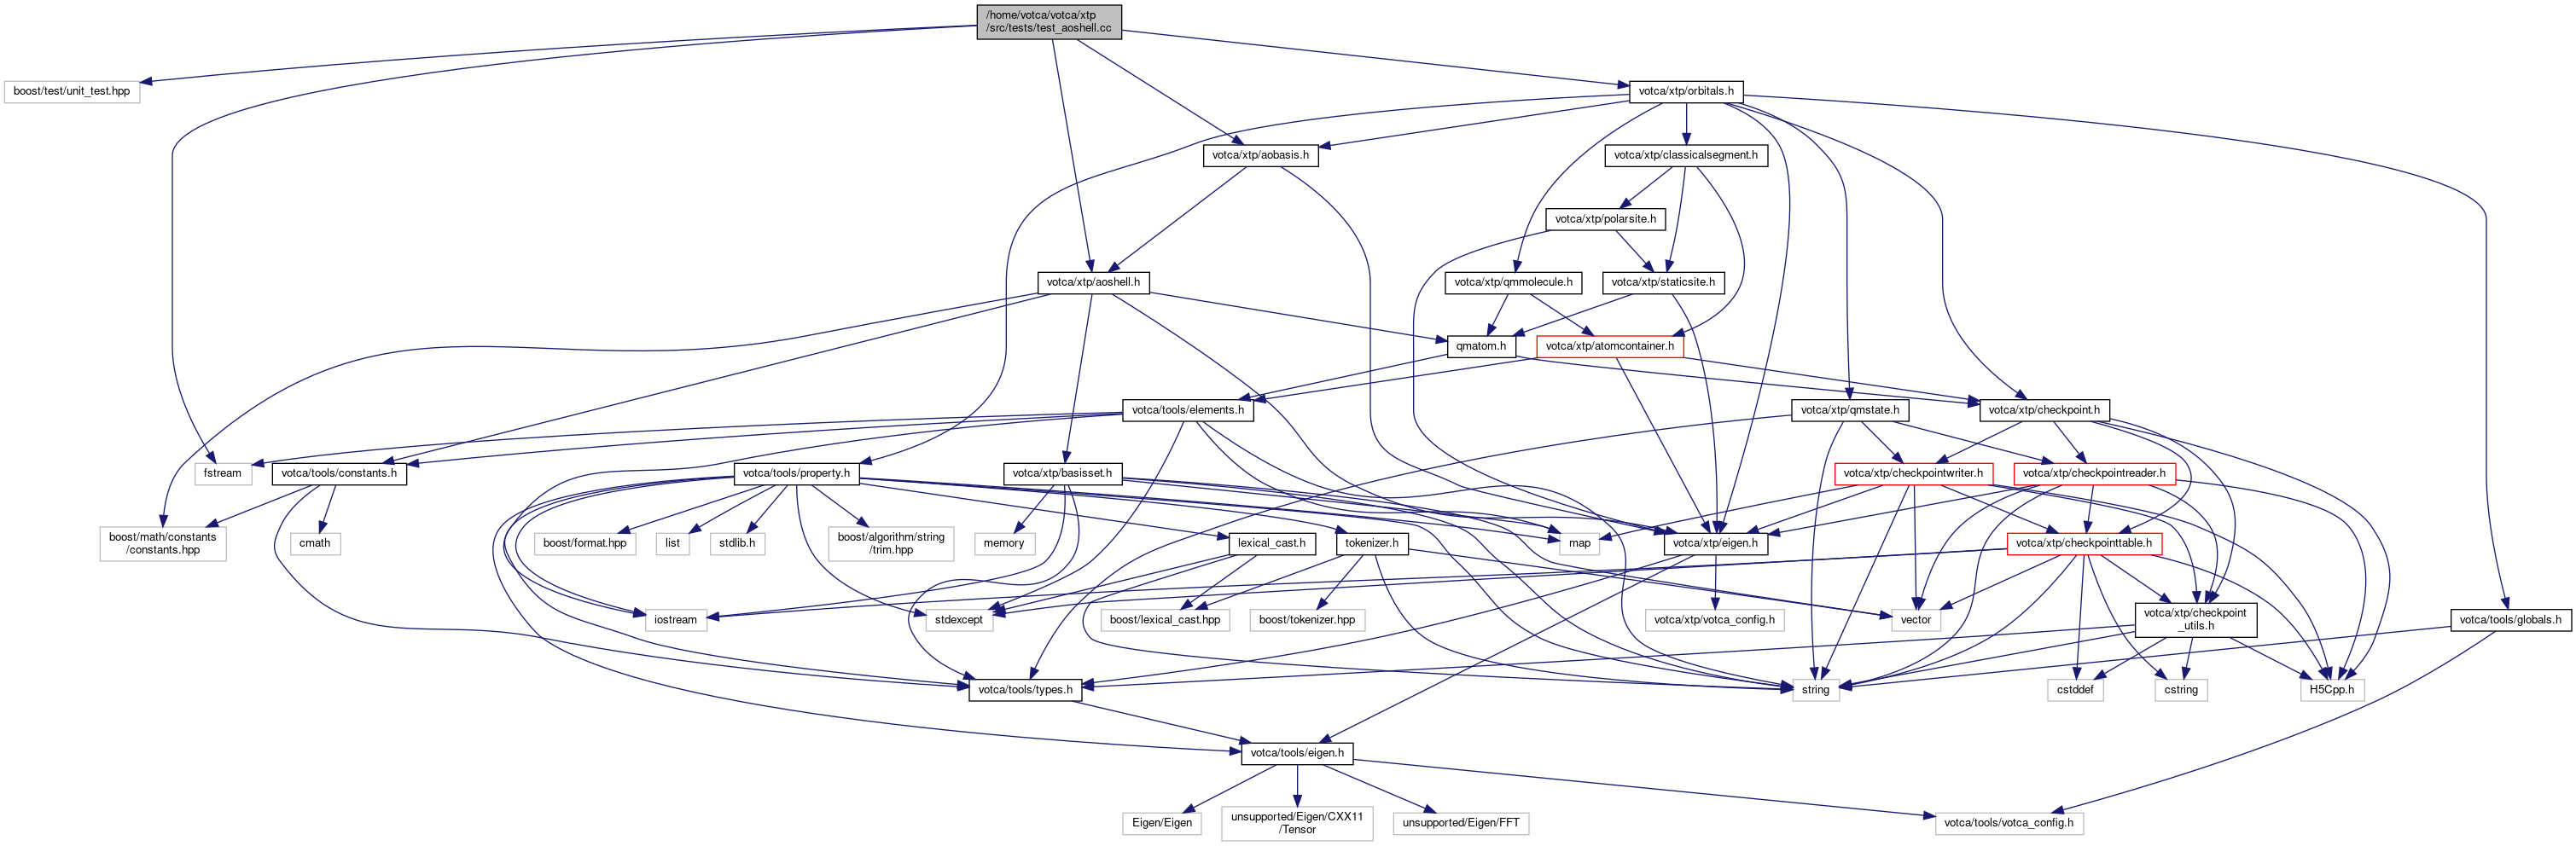 /home/votca/votca/xtp
/src/tests/test_aoshell.cc
boost/test/unit_test.hpp
votca/xtp/orbitals.h
votca/xtp/aobasis.h
votca/xtp/classicalsegment.h
votca/xtp/polarsite.h
votca/xtp/aoshell.h
votca/xtp/qmmolecule.h
votca/xtp/staticsite.h
qmatom.h
votca/xtp/atomcontainer.h
votca/tools/elements.h
votca/xtp/qmstate.h
votca/xtp/checkpoint.h
fstream
votca/tools/constants.h
votca/tools/property.h
votca/xtp/basisset.h
votca/xtp/checkpointwriter.h
votca/xtp/checkpointreader.h
boost/math/constants
/constants.hpp
cmath
boost/format.hpp
list
stdlib.h
boost/algorithm/string
/trim.hpp
memory
lexical_cast.h
tokenizer.h
map
votca/xtp/eigen.h
votca/xtp/checkpointtable.h
iostream
stdexcept
boost/lexical_cast.hpp
boost/tokenizer.hpp
votca/xtp/votca_config.h
vector
votca/xtp/checkpoint
_utils.h
votca/tools/globals.h
votca/tools/types.h
string
cstddef
cstring
H5Cpp.h
votca/tools/eigen.h
Eigen/Eigen
unsupported/Eigen/CXX11
/Tensor
unsupported/Eigen/FFT
votca/tools/votca_config.h